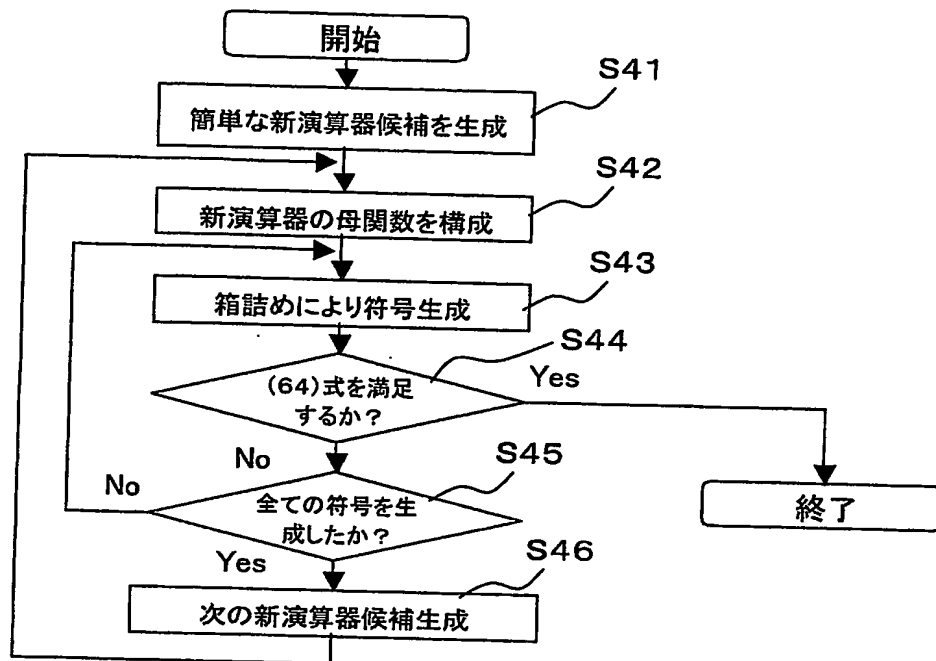 開始
S41
簡単な新演算器候補を生成
S42
新演算器の母関数を構成
S43
箱詰めにより符号生成
S44
(64)式を満足
するか?
Yes
No
S45
No
全ての符号を生
成したか?
終了
Yes
S46
次の新演算器候補生成